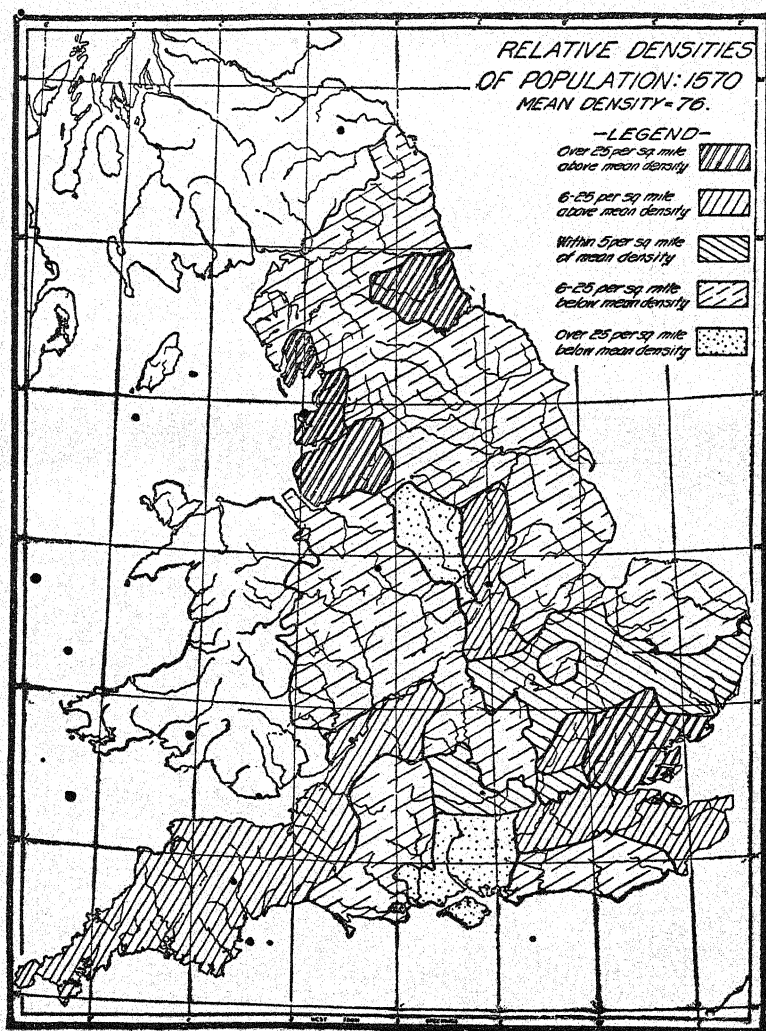 RELATIVE DENSITIES
OF POPULATION: 1570
MEAN DENSITY=76.
-LEGEND-
Over 25 per sq. mile
above mean density
6-25 per sq. mile
above mean density
Within 5 per sq. mile
of mean density
6-25 per sq. mile
below mean density
Over 25 per sq. mile
below mean density
WEST FROM